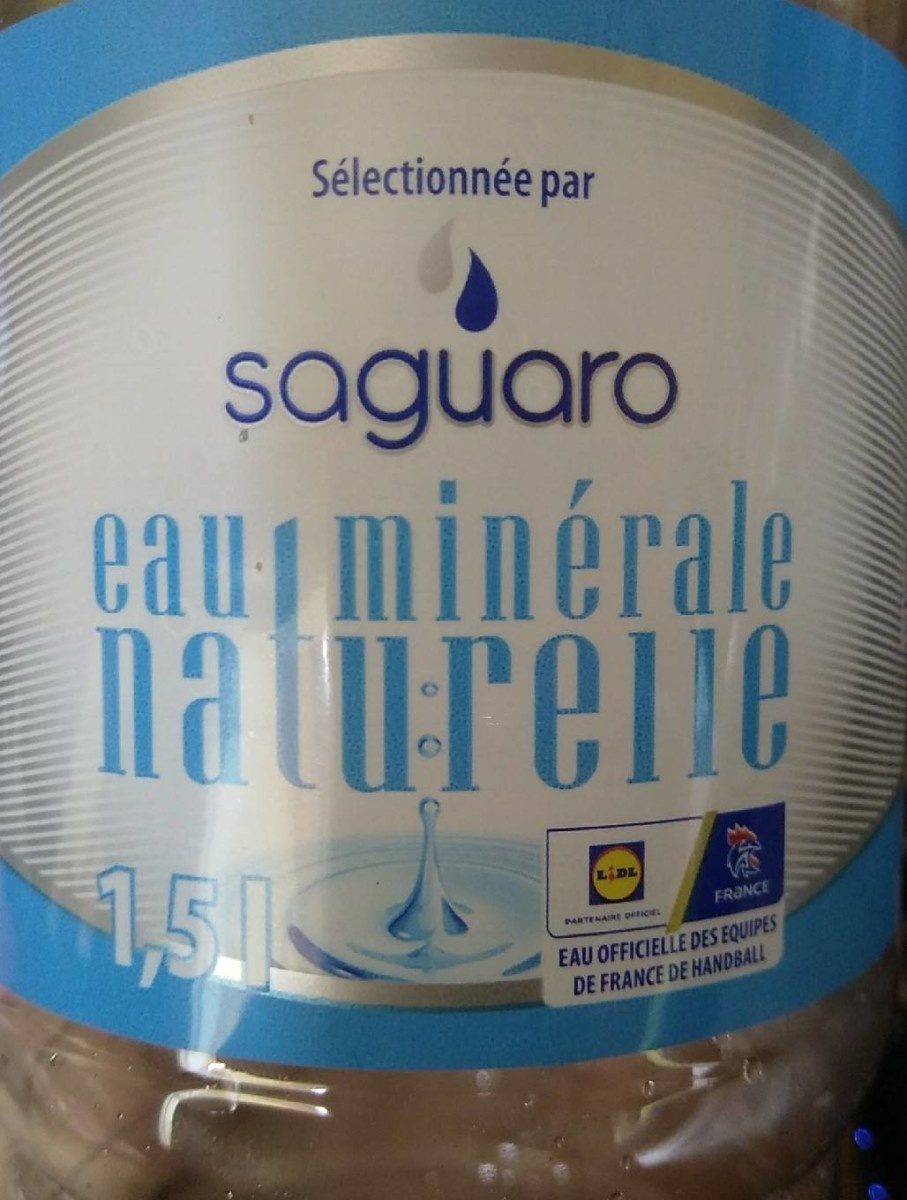 Sélectionnée par
saguaro
eau minérale
naturelle
1,5 l
LIDL
PARTENAIRE OFFICIEL
FRANCE
EAU OFFICIELLE DES EQUIPES
DE FRANCE DE HANDBALL